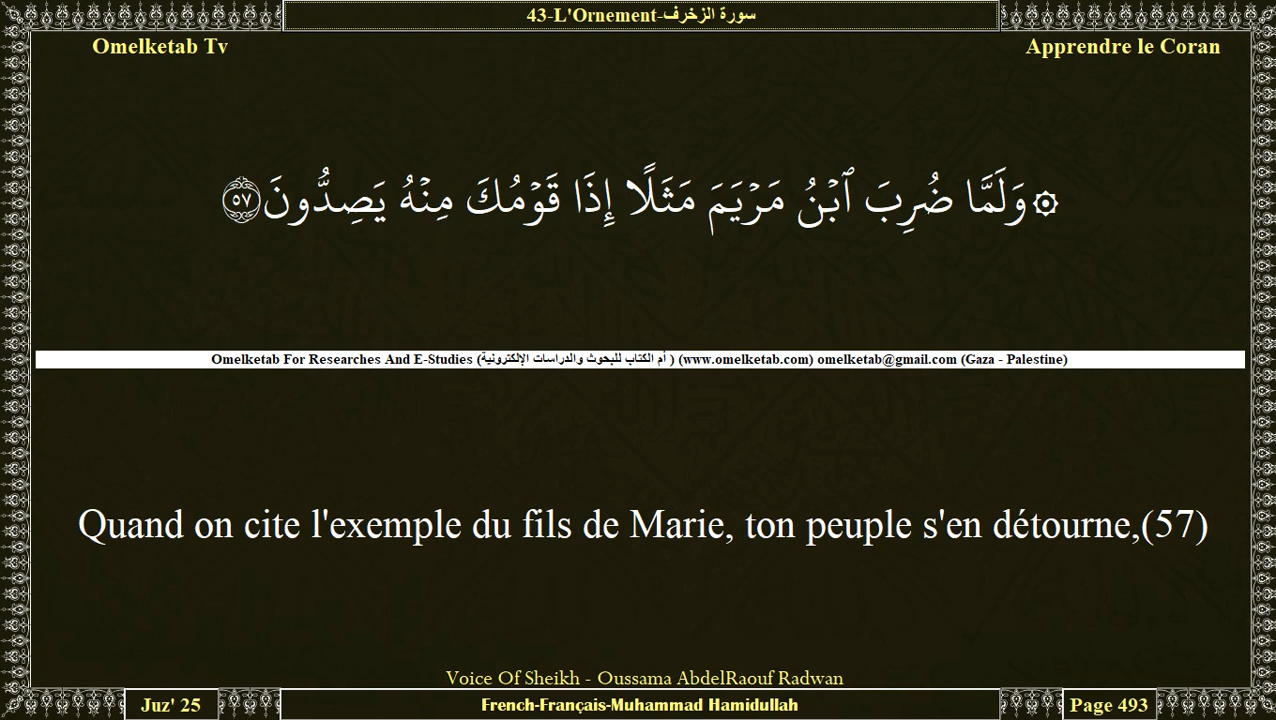 43-L'Ornement-سورة الزخرف
Omelketab Tv
Apprendre le Coran
۞ وَلَمَّا ضُرِبَ ٱبۡنُ مَرۡيَمَ مَثَلًا إِذَا قَوۡمُكَ مِنۡهُ يَصِدُّونَ ٥٧
Omelketab For Researches And E-Studies (أم الكتاب للبحوث والدراسات الإلكترونية ) (www.omelketab.com) omelketab@gmail.com (Gaza - Palestine)
Quand on cite l'exemple du fils de Marie, ton peuple s'en détourne,(57)
Voice Of Sheikh - Oussama AbdelRaouf Radwan
Juz' 25
French-Français-Muhammad Hamidullah
Page 493